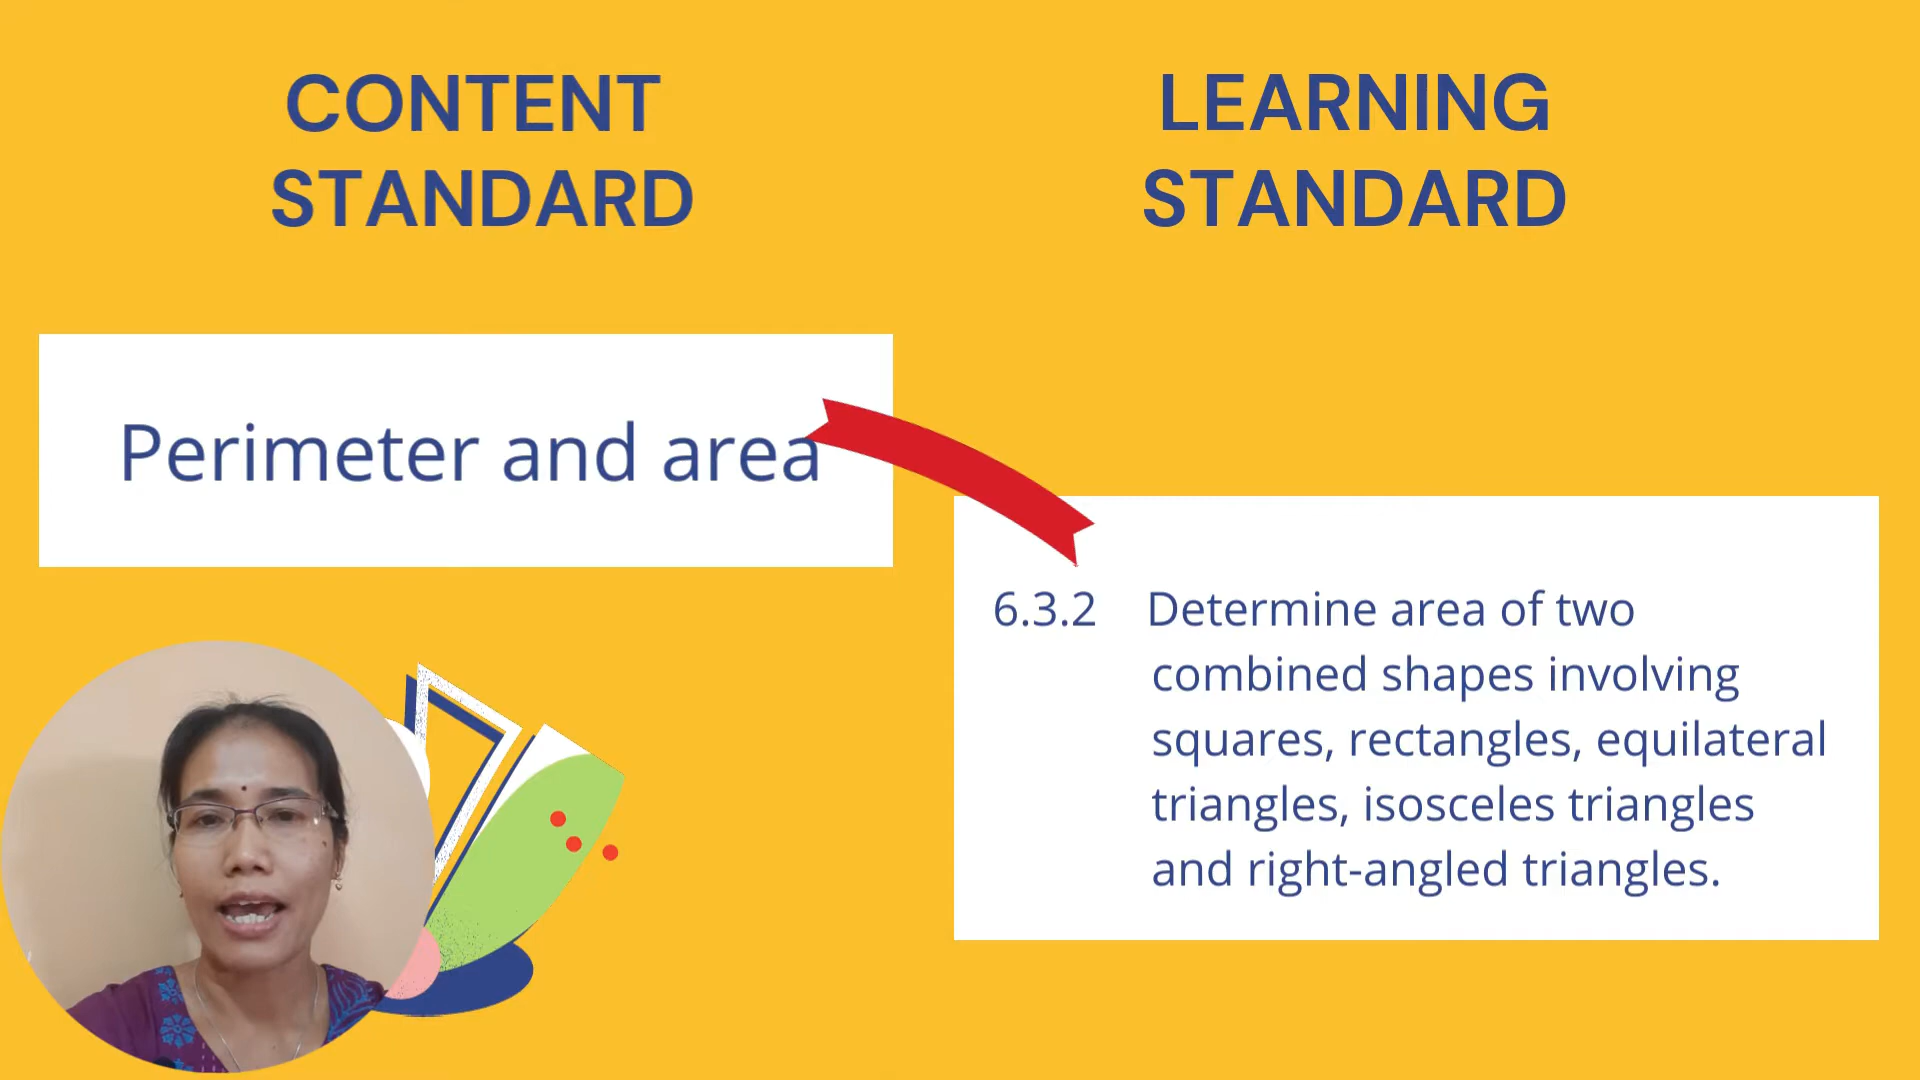 CONTENT
STANDARD
LEARNING
STANDARD
Perimeter and area
6.3.2 Determine area of two
combined shapes involving
squares, rectangles, equilateral
triangles, isosceles triangles
and right-angled triangles.